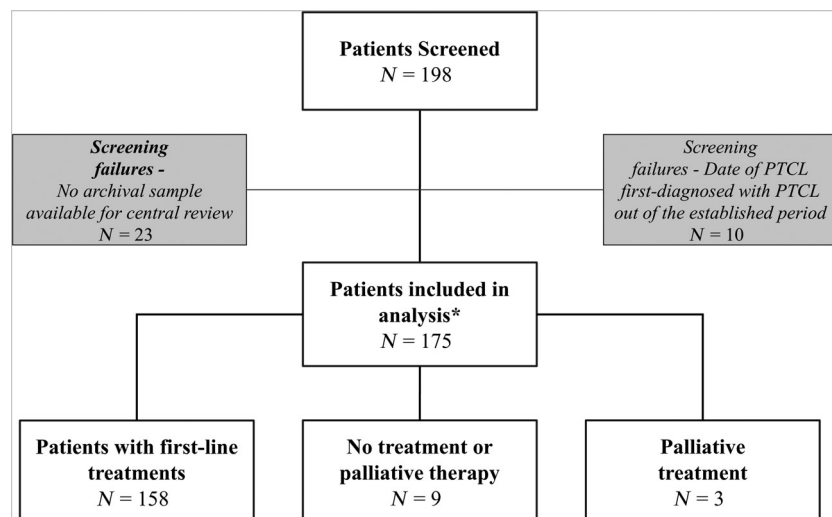 Patients Screened
N = 198
Screening
failures -
No archival sample
available for central review
N = 23
Screening
failures - Date of PTCL
first-diagnosed with PTCL
out of the established period
N = 10
Patients included in
analysis*
N = 175
Patients with first-line
treatments
N = 158
No treatment or
palliative therapy
N = 9
Palliative
treatment
N = 3